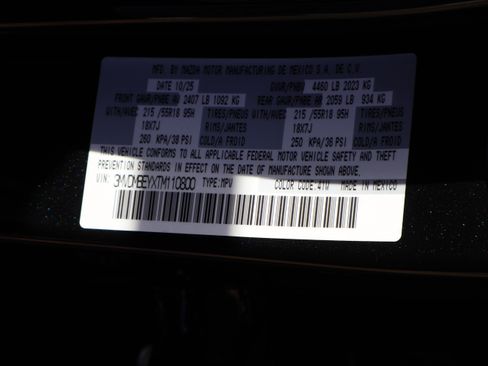 MFD. BY MAZDA MOTOR MANUFACTURING DE MEXICO S.A. DE C.V.
DATE 10/25 GVWR/PNBV 4460 LB 2023 KG
FRONT GAWR/PNBE AV 2407 LB 1092 KG REAR GAWR/PNBE AR 2059 LB 934 KG
WITH/AVEC 215 /55R18 95H TIRES/PNEUS WITH/AVEC 215 /55R18 95H TIRES/PNEUS
18X7J RIMS/JANTES 18X7J RIMS/JANTES
250 KPA/36 PSI COLD/A FROID 250 KPA/36 PSI COLD/A FROID
THIS VEHICLE CONFORMS TO ALL APPLICABLE FEDERAL MOTOR VEHICLE SAFETY AND THEFT
PREVENTION STANDARDS IN EFFECT ON THE DATE OF MANUFACTURE SHOWN ABOVE.
VIN: TYPE:MPV COLOR CODE:41W MADE IN MEXICO